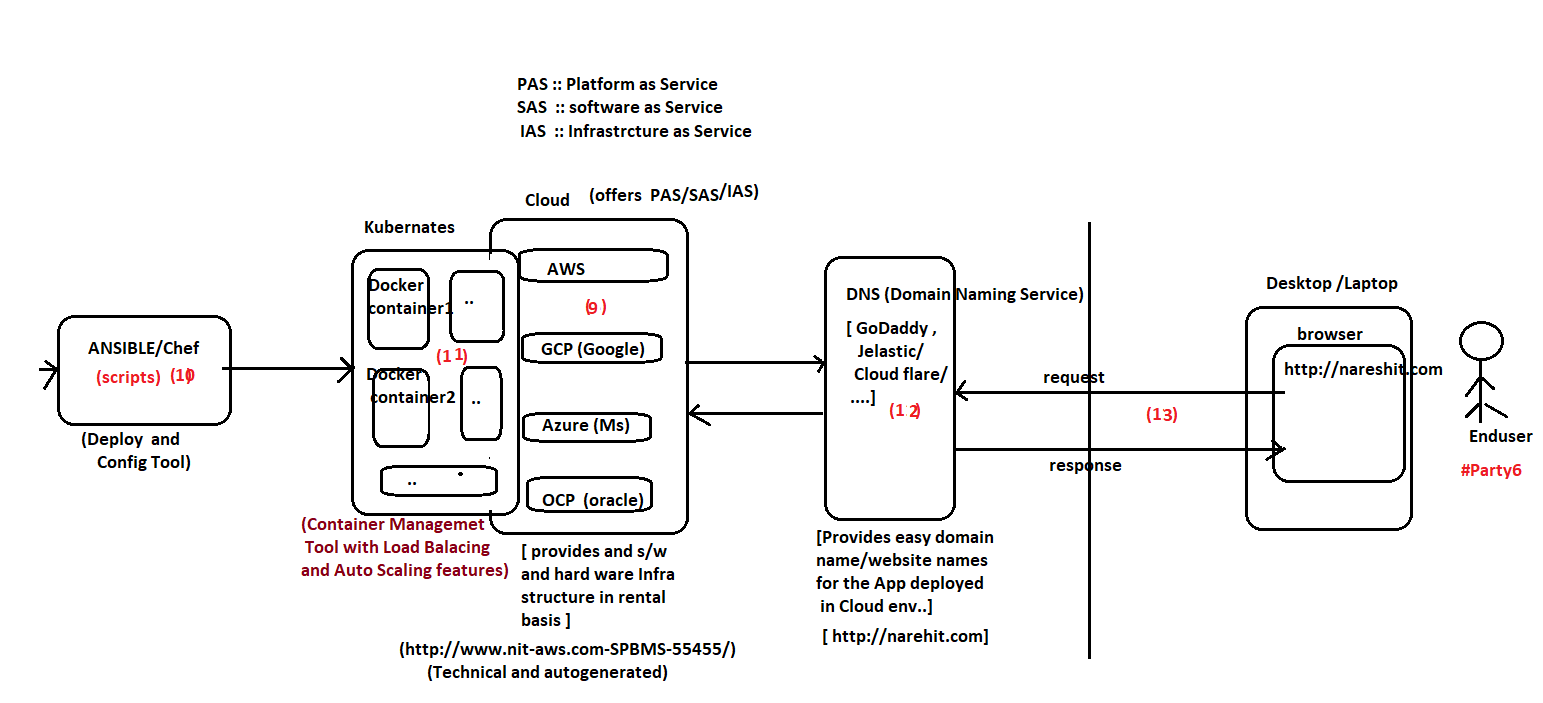 PAS :: Platform as Service
SAS :: software as Service
IAS :: Infrastrcture as Service
Cloud (offers PAS/SAS/IAS)
Kubernates
Docker
container1
..
(11)
Docker
container2
..
..
AWS
(9)
GCP (Google)
Azure (Ms)
OCP (oracle)
ANSIBLE/Chef
(scripts) (10)
(Deploy and
Config Tool)
(Container Managemet
Tool with Load Balacing
and Auto Scaling features)
[ provides and s/w
and hard ware Infra
structure in rental
basis ]
(http://www.nit-aws.com-SPBMS-55455/)
(Technical and autogenerated)
DNS (Domain Naming Service)
[ GoDaddy ,
Jelastic/
Cloud flare/
....]
(12)
[Provides easy domain
name/website names
for the App deployed
in Cloud env..]
[ http://narehit.com]
request
(13)
response
Desktop /Laptop
browser
http://nareshit.com
Enduser
#Party6